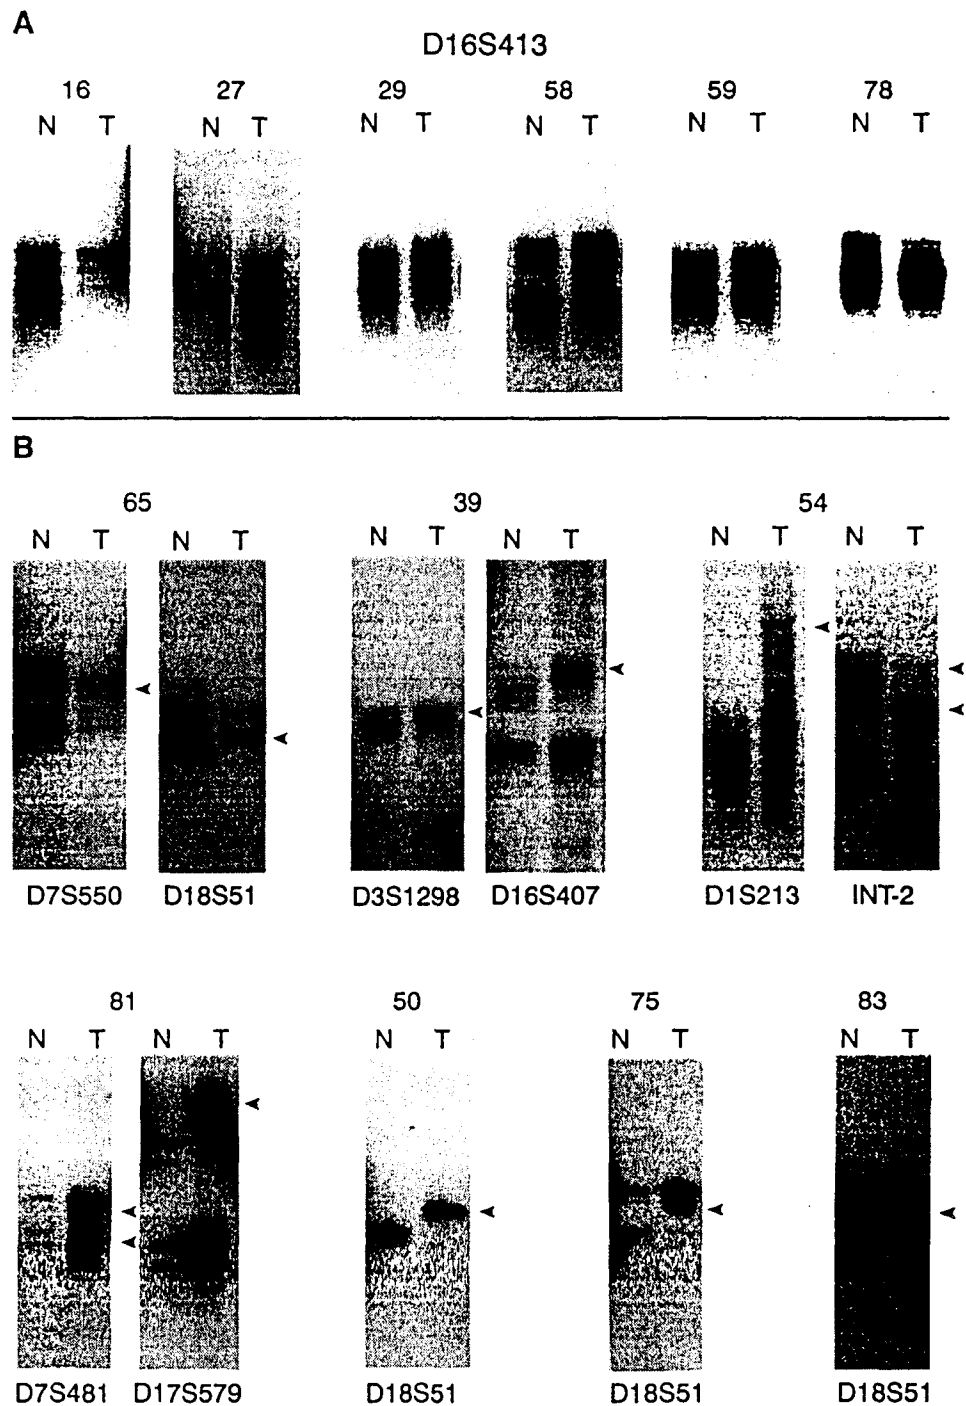 A
D16S413
16 27 29 58 59 78
N T N T N T N T N T N T
B
65 39 54
N T N T N T N T N T N T
D7S550 D18S51 D3S1298 D16S407 D1S213 INT-2
81 50 75 83
N T N T N T N T N T
D7S481 D17S579 D18S51 D18S51 D18S51